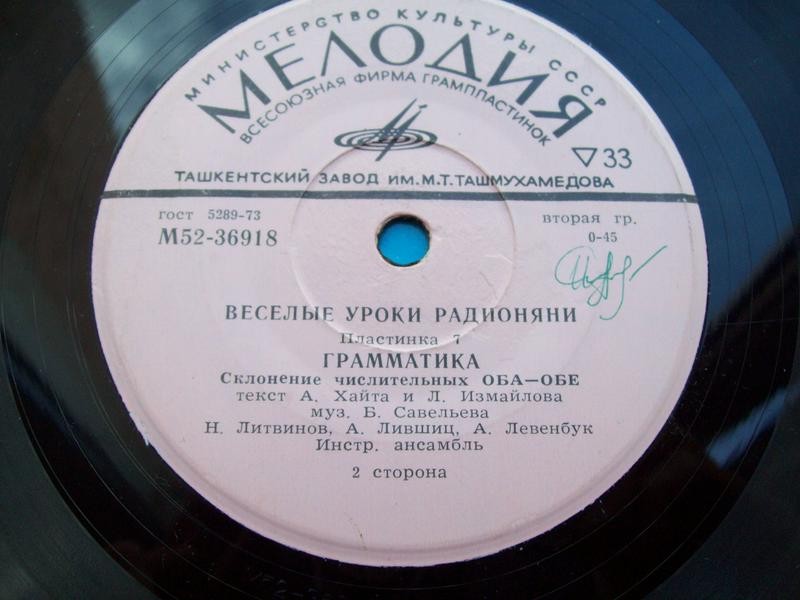 МИНИСТЕРСТВО КУЛЬТУРЫ СССР
МЕЛОДИЯ
ВСЕСОЮЗНАЯ ФИРМА ГРАМПЛАСТИНОК
▽33
ТАШКЕНТСКИЙ ЗАВОД ИМ. М.Т. ТАШМУХАМЕДОВА
гост 5289-73
вторая гр.
М52-36918
0-45
ВЕСЕЛЫЕ УРОКИ РАДИОНЯНИ
Пластинка 7
ГРАММАТИКА
Склонение числительных ОБА—ОБЕ
текст А. Хайта и Л. Измайлова
муз. Б. Савельева
Н. Литвинов, А. Лившиц, А. Левенбук
Инстр. ансамбль
2 сторона